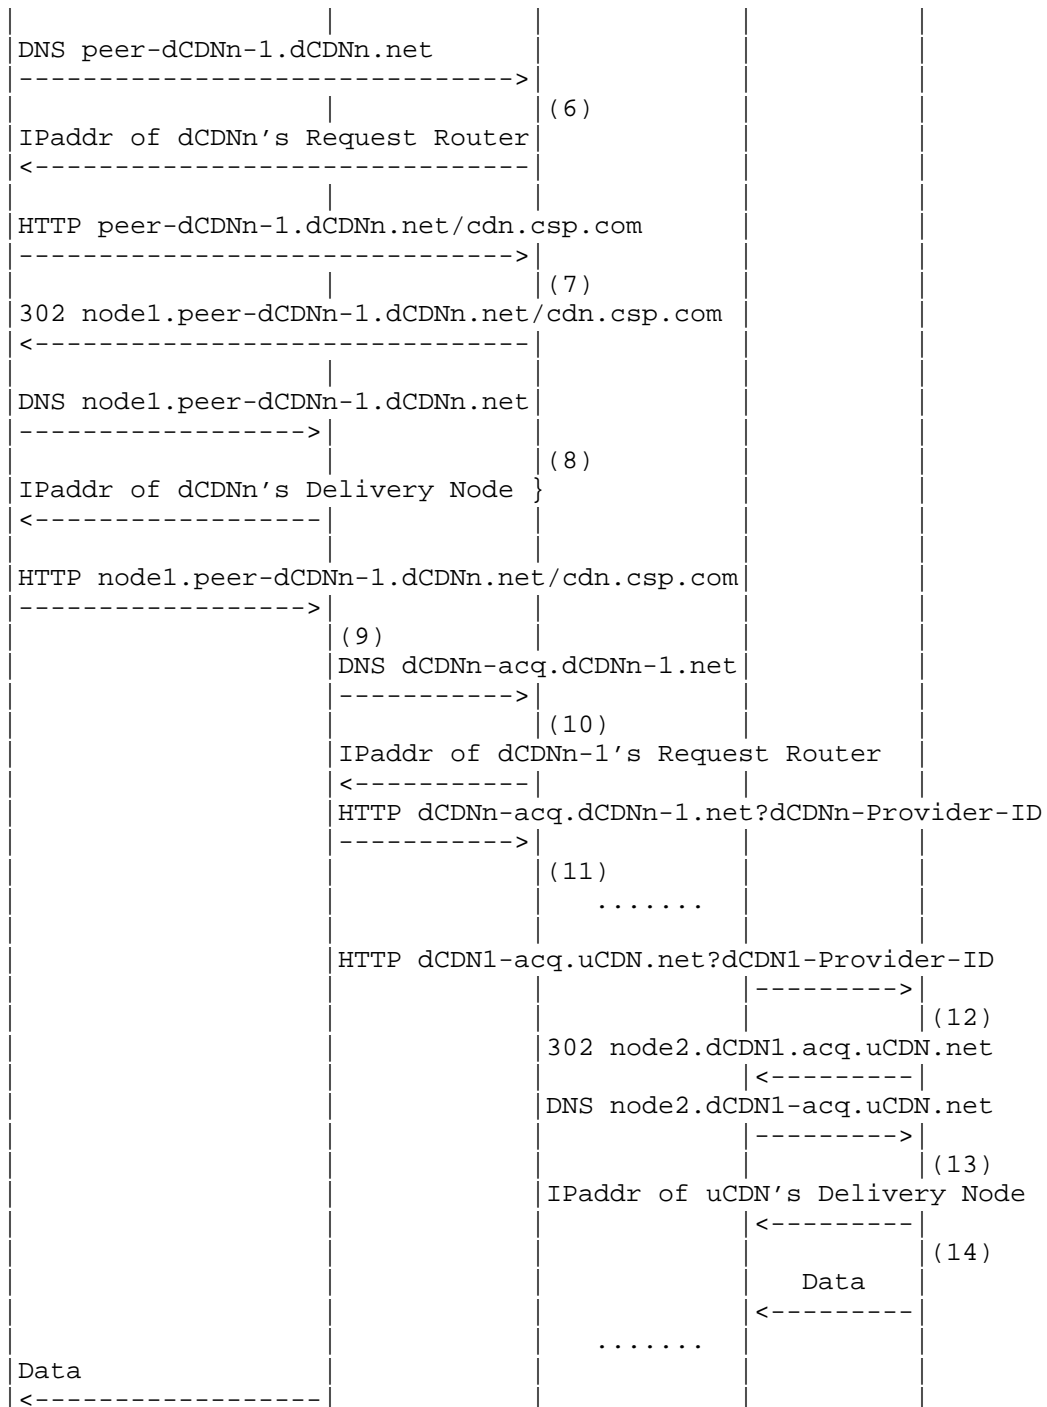 DNS peer-dCDNn-1.dCDNn.net
(6)
IPaddr of dCDNn's Request Router
HTTP peer-dCDNn-1.dCDNn.net/cdn.csp.com
(7)
302 node1.peer-dCDNn-1.dCDNn.net/cdn.csp.com
DNS node1.peer-dCDNn-1.dCDNn.net
(8)
IPaddr of dCDNn's Delivery Node }
HTTP node1.peer-dCDNn-1.dCDNn.net/cdn.csp.com
(9)
DNS dCDNn-acq.dCDNn-1.net
(10)
IPaddr of dCDNn-1's Request Router
HTTP dCDNn-acq.dCDNn-1.net?dCDNn-Provider-ID
(11)
.......
HTTP dCDN1-acq.uCDN.net?dCDN1-Provider-ID
(12)
302 node2.dCDN1.acq.uCDN.net
DNS node2.dCDN1-acq.uCDN.net
(13)
IPaddr of uCDN's Delivery Node
(14)
Data
.......
Data